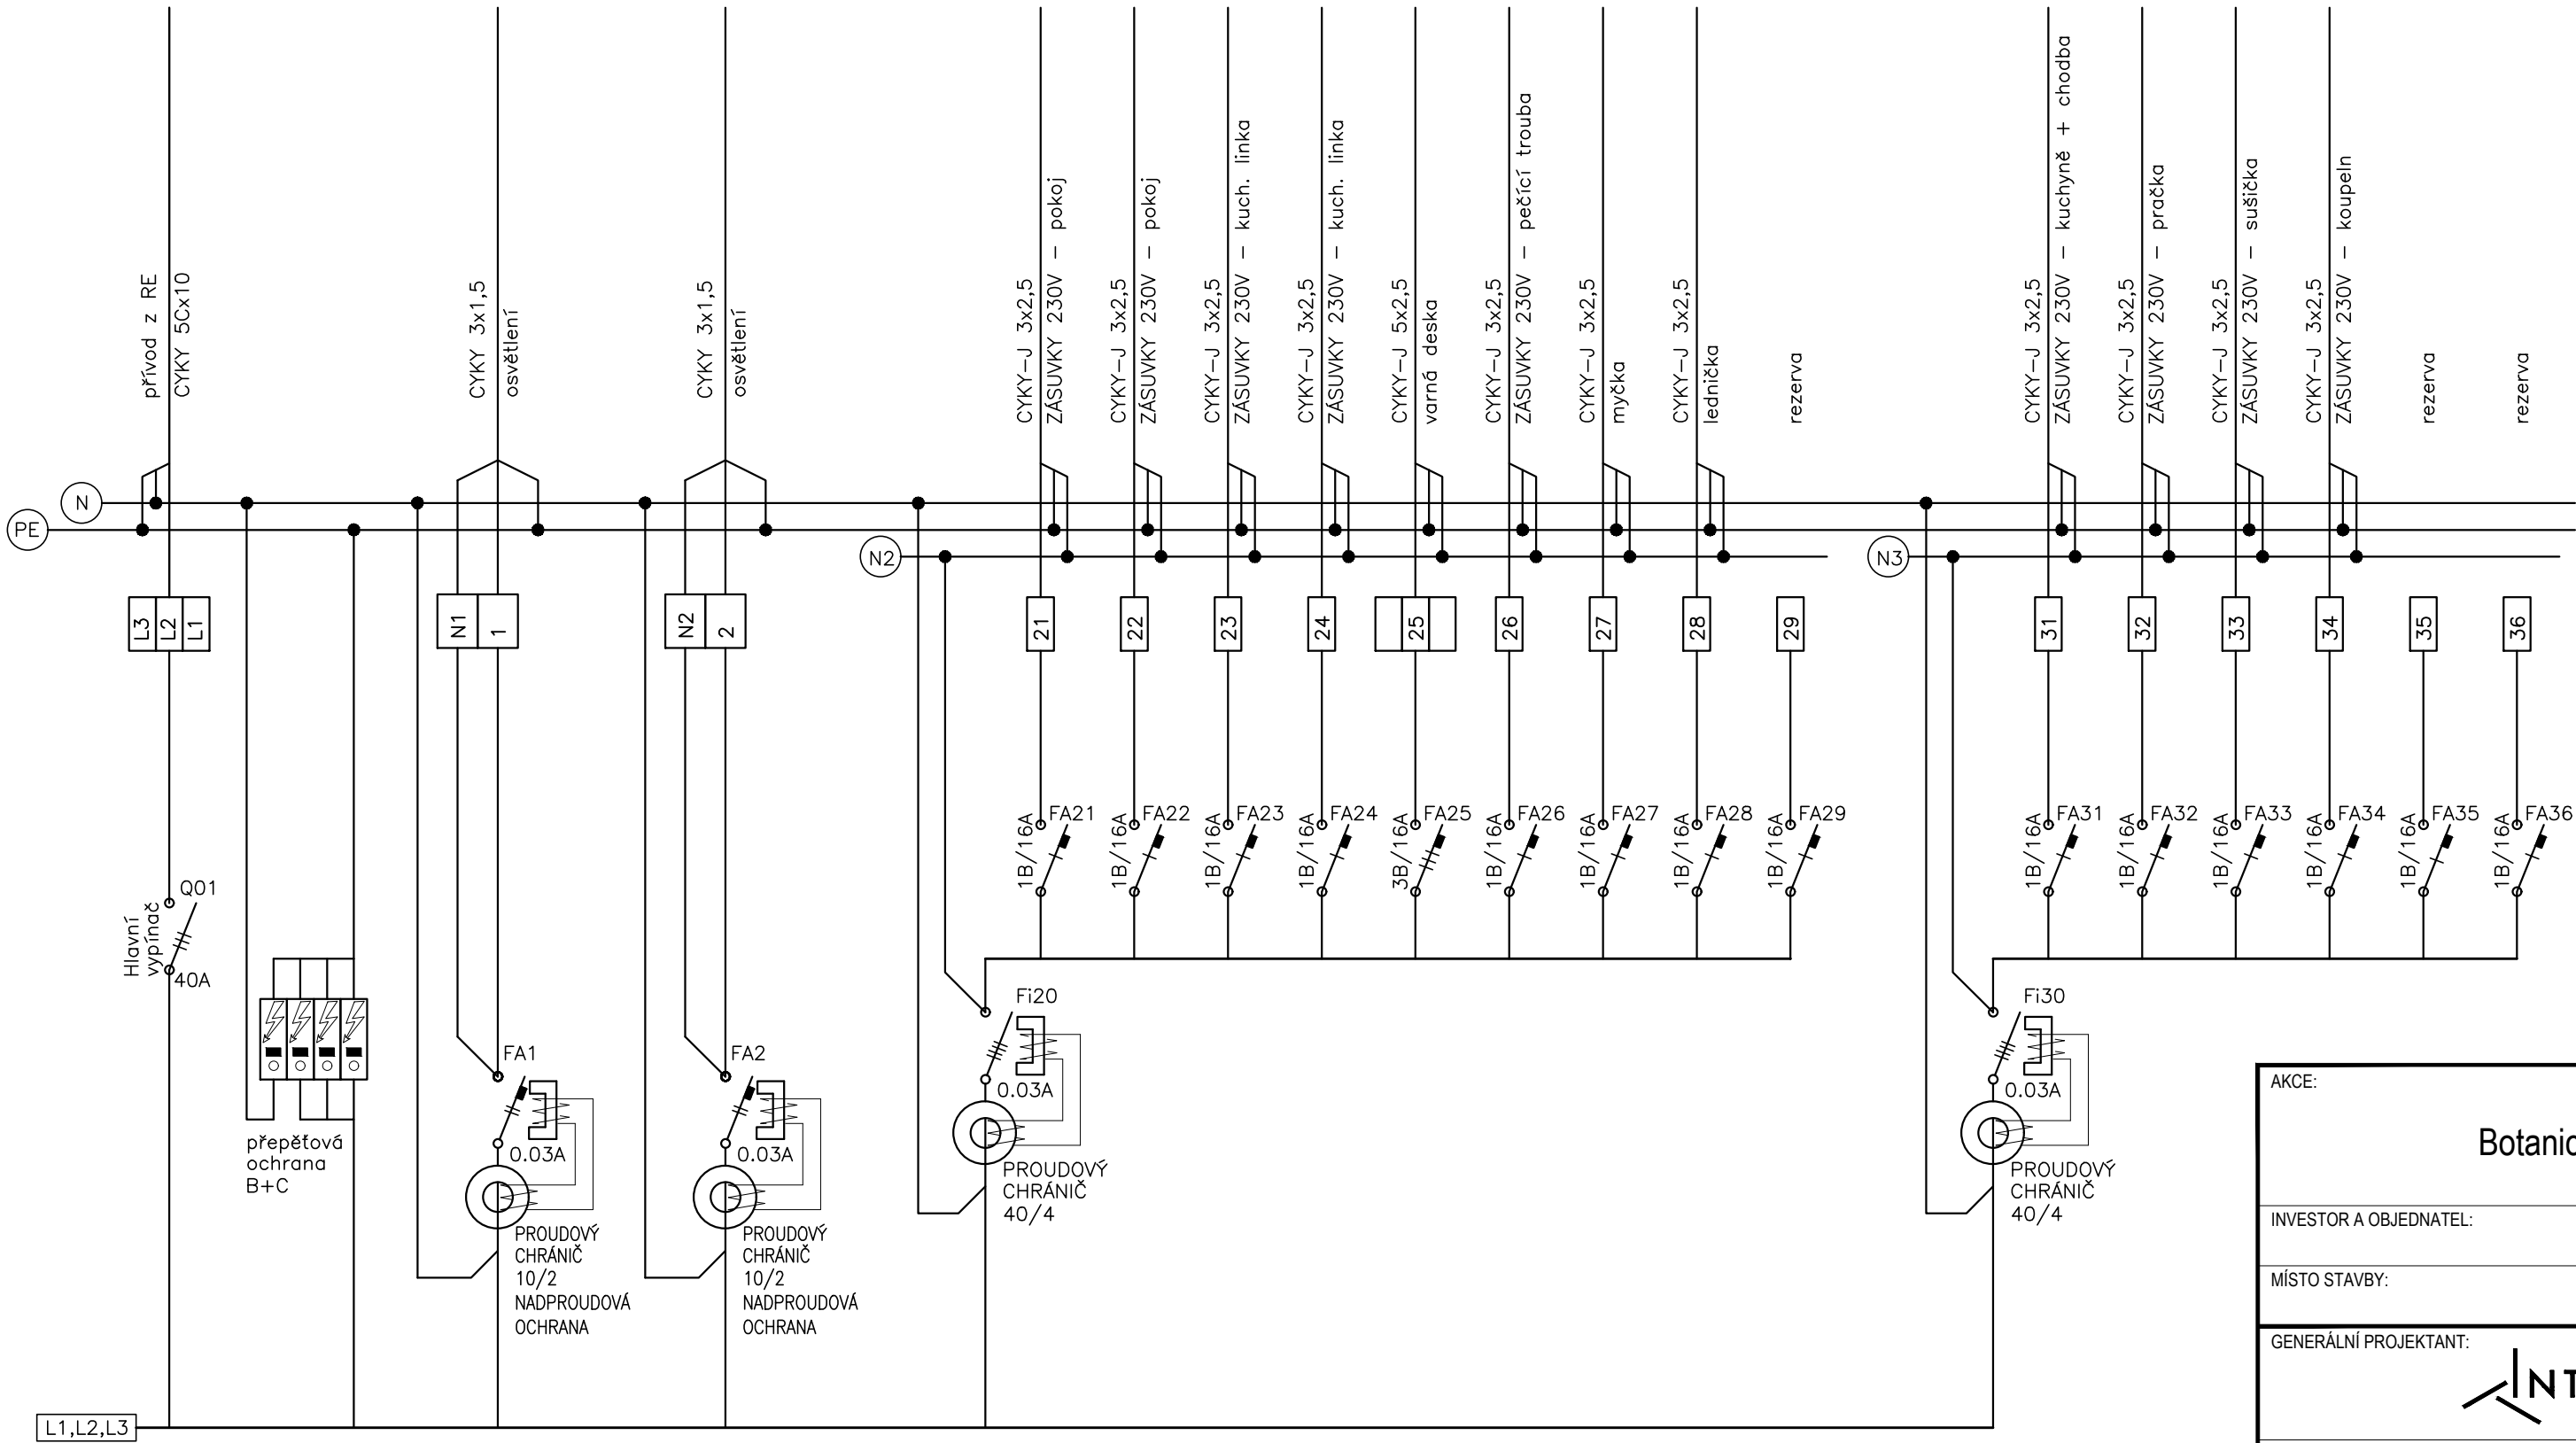 přívod z RE
CYKY 5Cx10
CYKY 3x1,5
osvětlení
CYKY 3x1,5
osvětlení
CYKY-J 3x2,5
ZÁSUVKY 230V - pokoj
CYKY-J 3x2,5
ZÁSUVKY 230V - pokoj
CYKY-J 3x2,5
ZÁSUVKY 230V - kuch. linka
CYKY-J 3x2,5
ZÁSUVKY 230V - kuch. linka
CYKY-J 5x2,5
varná deska
CYKY-J 3x2,5
ZÁSUVKY 230V - pečící trouba
CYKY-J 3x2,5
myčka
CYKY-J 3x2,5
lednička
rezerva
CYKY-J 3x2,5
ZÁSUVKY 230V - kuchyně + chodba
CYKY-J 3x2,5
ZÁSUVKY 230V - pračka
CYKY-J 3x2,5
ZÁSUVKY 230V - sušička
CYKY-J 3x2,5
ZÁSUVKY 230V - koupeln
rezerva
rezerva
N
PE
N2
N3
L3 L2 L1
N1 1
N2 2
21
22
23
24
25
26
27
28
29
31
32
33
34
35
36
1B/16A FA21
1B/16A FA22
1B/16A FA23
1B/16A FA24
3B/16A FA25
1B/16A FA26
1B/16A FA27
1B/16A FA28
1B/16A FA29
1B/16A FA31
1B/16A FA32
1B/16A FA33
1B/16A FA34
1B/16A FA35
1B/16A FA36
Hlavní
vypínač
Q01
40A
přepěťová
ochrana
B+C
FA1
0.03A
PROUDOVÝ
CHRÁNIČ
10/2
NADPROUDOVÁ
OCHRANA
FA2
0.03A
PROUDOVÝ
CHRÁNIČ
10/2
NADPROUDOVÁ
OCHRANA
Fi20
0.03A
PROUDOVÝ
CHRÁNIČ
40/4
Fi30
0.03A
PROUDOVÝ
CHRÁNIČ
40/4
L1,L2,L3
AKCE:
Botanic
INVESTOR A OBJEDNATEL:
MÍSTO STAVBY:
GENERÁLNÍ PROJEKTANT:
INT